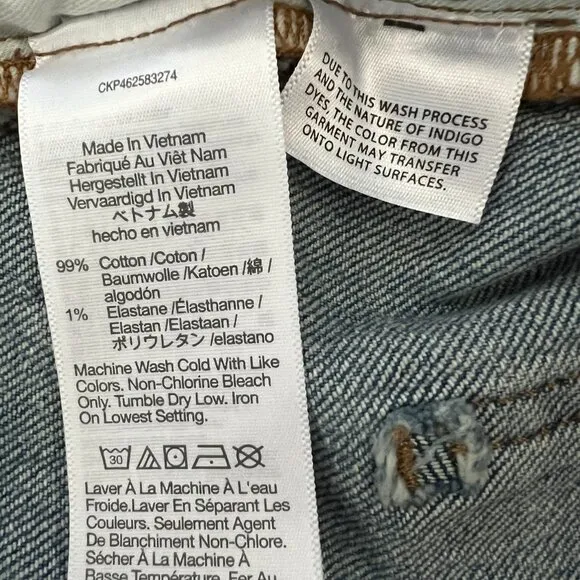 CKP462583274
Made In Vietnam
Fabriqué Au Viêt Nam
Hergestellt In Vietnam
Vervaardigd In Vietnam
ベトナム製
hecho en vietnam
99% Cotton /Coton /
Baumwolle /Katoen /綿 /
algodón
1% Elastane /Élasthanne /
Elastan /Elastaan /
ポリウレタン /elastano
Machine Wash Cold With Like
Colors. Non-Chlorine Bleach
Only. Tumble Dry Low. Iron
On Lowest Setting.
30
Laver À La Machine À L'eau
Froide.Laver En Séparant Les
Couleurs. Seulement Agent
De Blanchiment Non-Chlore.
Sécher À La Machine À
Basse Température. Fer Au
DUE TO THIS WASH PROCESS
AND THE NATURE OF INDIGO
DYES, THE COLOR FROM THIS
GARMENT MAY TRANSFER
ONTO LIGHT SURFACES.